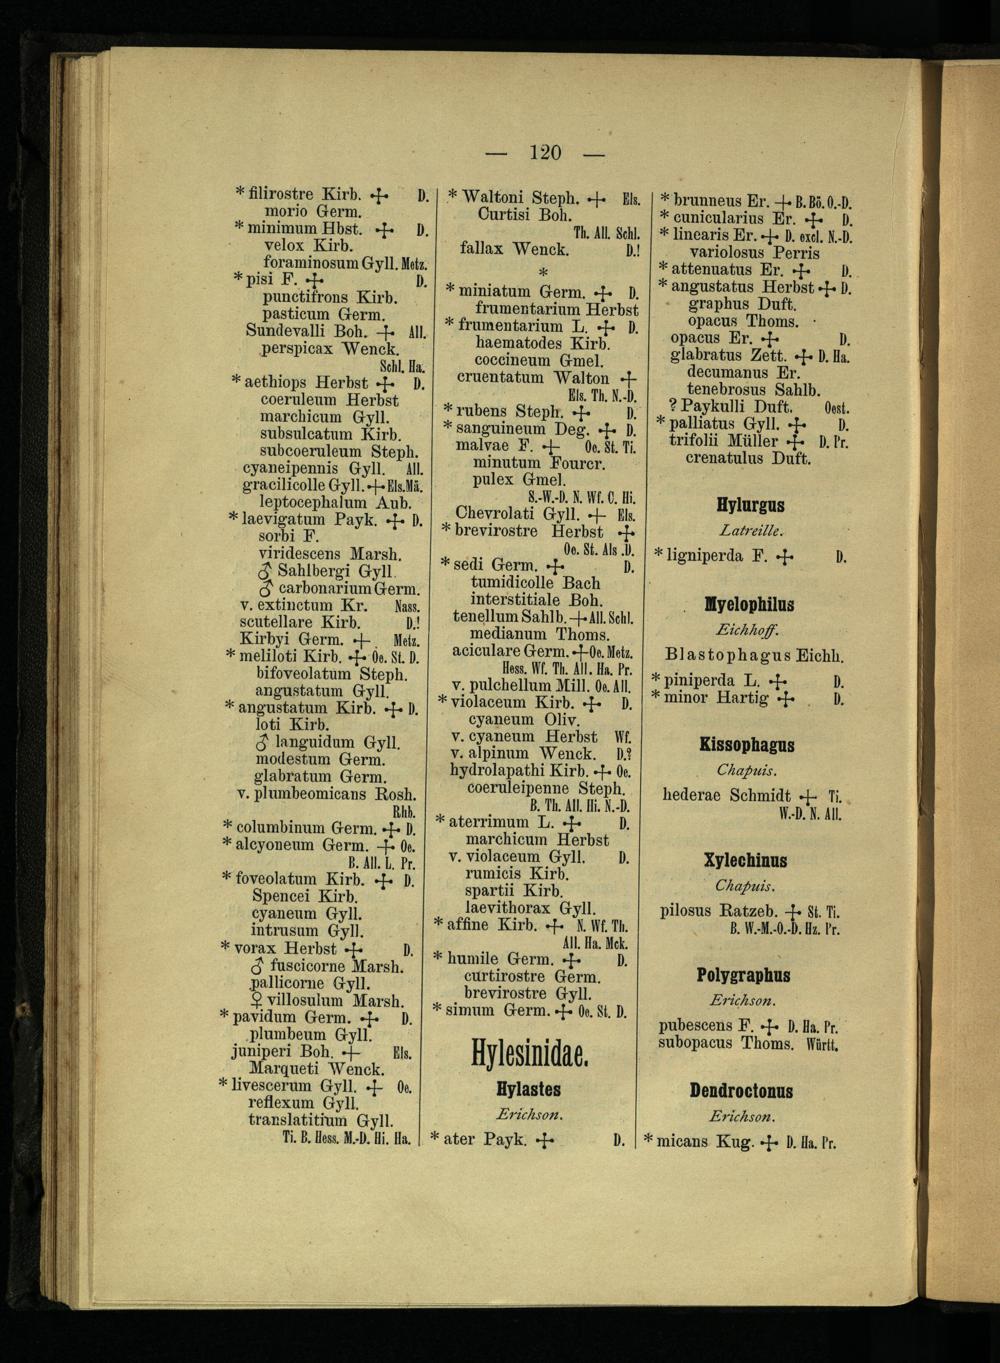 — 120 —
* filirostre Kirb. ✢ D.
morio Germ.
* minimum Hbst. ✢ D.
velox Kirb.
foraminosum Gyll. Metz.
* pisi F. ✢ D.
punctifrons Kirb.
pasticum Germ.
Sundevalli Boh. ✢ All.
perspicax Wenck.
Schl. Ha.
* aethiops Herbst ✢ D.
coeruleum Herbst
marchicum Gyll.
subsulcatum Kirb.
subcoeruleum Steph.
cyaneipennis Gyll. All.
gracilicolle Gyll. ✢ Els. Mä.
leptocephalum Aub.
* laevigatum Payk. ✢ D.
sorbi F.
viridescens Marsh.
♂ Sahlbergi Gyll.
♂ carbonarium Germ.
v. extinctum Kr. Nass.
scutellare Kirb. D.!
Kirbyi Germ. ✢ Metz.
* meliloti Kirb. ✢ Oe. St. D.
bifoveolatum Steph.
angustatum Gyll.
* angustatum Kirb. ✢ D.
loti Kirb.
♂ languidum Gyll.
modestum Germ.
glabratum Germ.
v. plumbeomicans Rosh.
Rhb.
* columbinum Germ. ✢ D.
* alcyoneum Germ. ✢ Oe.
B. All. L. Pr.
* foveolatum Kirb. ✢ D.
Spencei Kirb.
cyaneum Gyll.
intrusum Gyll.
* vorax Herbst ✢ D.
♂ fuscicorne Marsh.
pallicorne Gyll.
♀ villosulum Marsh.
* pavidum Germ. ✢ D.
plumbeum Gyll.
juniperi Boh. ✢ Els.
Marqueti Wenck.
* livescerum Gyll. ✢ Oe.
reflexum Gyll.
translatitium Gyll.
Ti. B. Hess. M.-D. Hi. Ha.
* Waltoni Steph. ✢ Els.
Curtisi Boh.
Th. All. Schl.
fallax Wenck. D.!
*
* miniatum Germ. ✢ D.
frumentarium Herbst
* frumentarium L. ✢ D.
haematodes Kirb.
coccineum Gmel.
cruentatum Walton ✢
Els. Th. N.-D.
* rubens Steph. ✢ D.
* sanguineum Deg. ✢ D.
malvae F. ✢ Oe. St. Ti.
minutum Fourcr.
pulex Gmel.
S.-W.-D. N. Wf. C. Hi.
Chevrolati Gyll. ✢ Els.
* brevirostre Herbst ✢
Oe. St. Als .D.
* sedi Germ. ✢ D.
tumidicolle Bach
interstitiale Boh.
tenellum Sahlb. ✢ All. Schl.
medianum Thoms.
aciculare Germ. ✢ Oe. Metz.
Hess. Wf. Th. All. Ha. Pr.
v. pulchellum Mill. Oe. All.
* violaceum Kirb. ✢ D.
cyaneum Oliv.
v. cyaneum Herbst Wf.
v. alpinum Wenck. D.?
hydrolapathi Kirb. ✢ Oe.
coeruleipenne Steph.
B. Th. All. Hi. N.-D.
* aterrimum L. ✢ D.
marchicum Herbst
v. violaceum Gyll. D.
rumicis Kirb.
spartii Kirb.
laevithorax Gyll.
* affine Kirb. ✢ N. Wf. Th.
All. Ha. Mck.
* humile Germ. ✢ D.
curtirostre Germ.
brevirostre Gyll.
* simum Germ. ✢ Oe. St. D.
Hylesinidae.
Hylastes
Erichson.
* ater Payk. ✢ D.
* brunneus Er. ✢ B. Bö. O.-D.
* cunicularius Er. ✢ D.
* linearis Er. ✢ D. excl. N.-D.
variolosus Perris
* attenuatus Er. ✢ D.
* angustatus Herbst ✢ D.
graphus Duft.
opacus Thoms.
opacus Er. ✢ D.
glabratus Zett. ✢ D. Ha.
decumanus Er.
tenebrosus Sahlb.
? Paykulli Duft. Oest.
* palliatus Gyll. ✢ D.
trifolii Müller ✢ D. Pr.
crenatulus Duft.
Hylurgus
Latreille.
* ligniperda F. ✢ D.
Myelophilus
Eichhoff.
Blastophagus Eichh.
* piniperda L. ✢ D.
* minor Hartig ✢ D.
Kissophagus
Chapuis.
hederae Schmidt ✢ Ti.
W.-D. N. All.
Xylechinus
Chapuis.
pilosus Ratzeb. ✢ St. Ti.
B. W.-M.-O.-D. Hz. Pr.
Polygraphus
Erichson.
pubescens F. ✢ D. Ha. Pr.
subopacus Thoms. Württ.
Dendroctonus
Erichson.
* micans Kug. ✢ D. Ha. Pr.